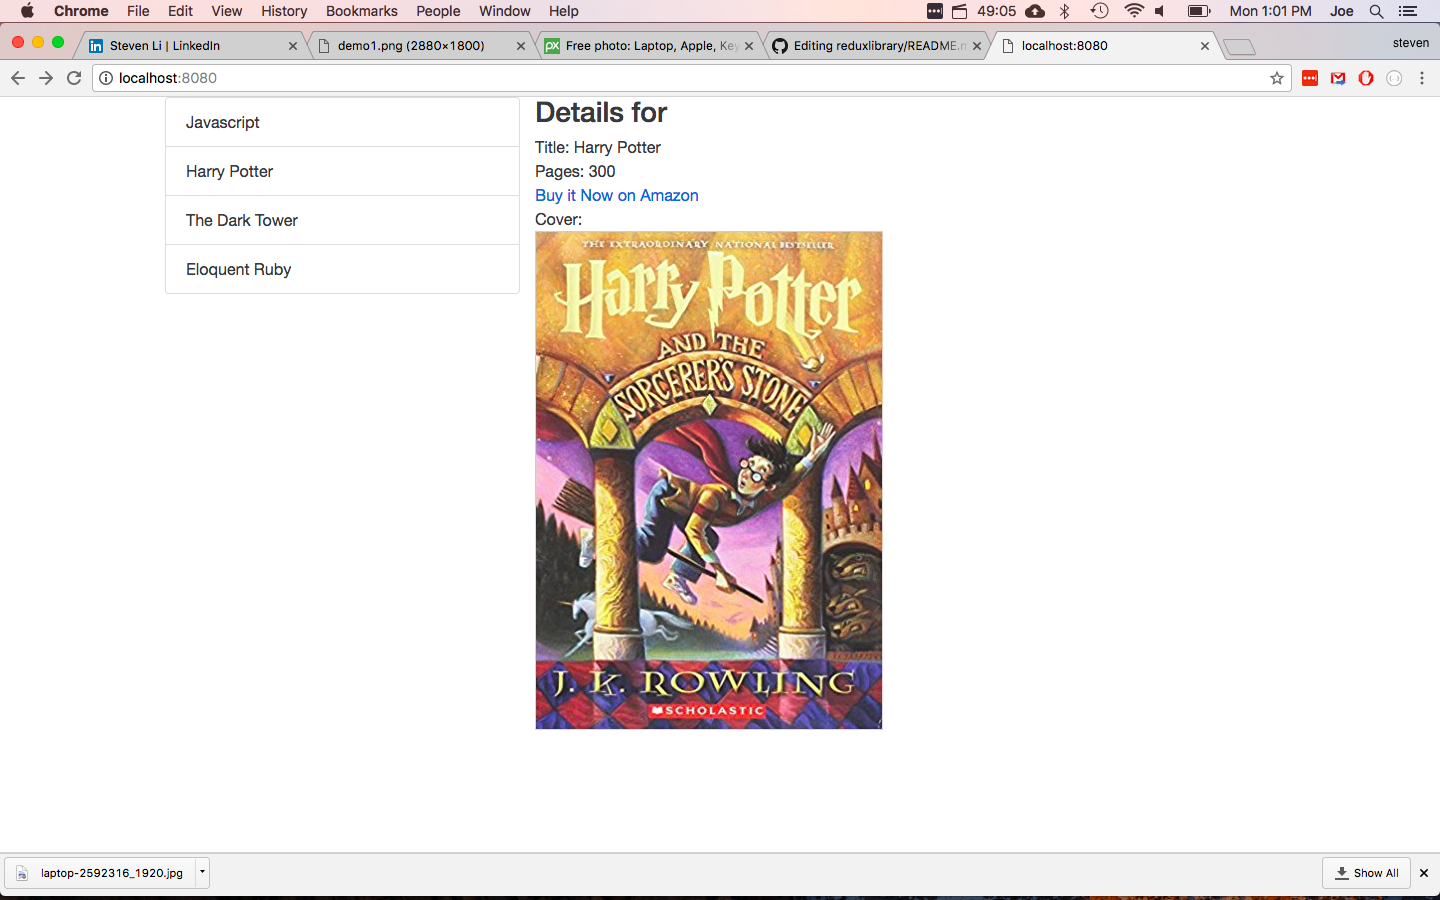 Chrome File Edit View History Bookmarks People Window Help 49:05 Mon 1:01 PM Joe
Steven Li | LinkedIn
demo1.png (2880×1800)
Free photo: Laptop, Apple, Key
Editing reduxlibrary/README.m
localhost:8080
steven
localhost:8080
Javascript
Harry Potter
The Dark Tower
Eloquent Ruby
Details for
Title: Harry Potter
Pages: 300
Buy it Now on Amazon
Cover:
THE EXTRAORDINARY NATIONAL BESTSELLER
Harry Potter
AND THE
SORCERER'S STONE
J. K. ROWLING
SCHOLASTIC
laptop-2592316_1920.jpg
Show All